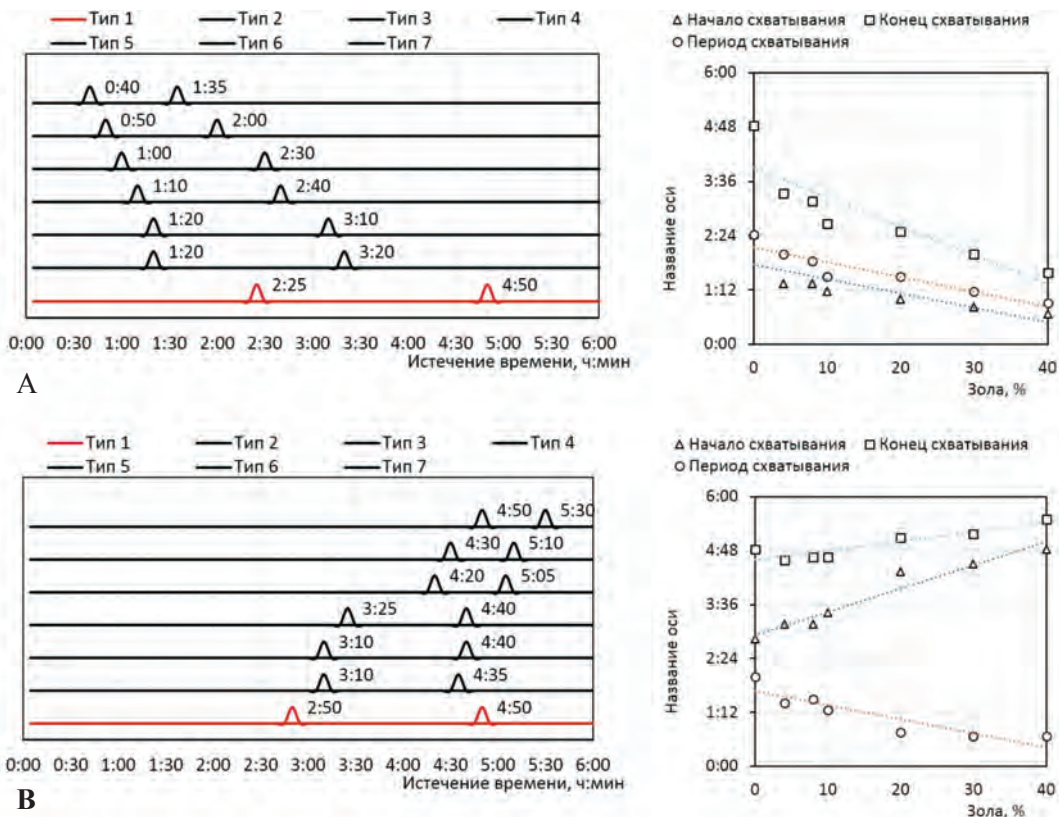 Тип 1 Тип 2 Тип 3 Тип 4
Тип 5 Тип 6 Тип 7
0:40 1:35
0:50 2:00
1:00 2:30
1:10 2:40
1:20 3:10
1:20 3:20
2:25 4:50
0:00 0:30 1:00 1:30 2:00 2:30 3:00 3:30 4:00 4:30 5:00 5:30 6:00
Истечение времени, ч:мин
А
Начало схватывания Конец схватывания
Период схватывания
6:00
4:48
3:36
2:24
1:12
0:00
Название оси
0 10 20 30 40
Зола, %
Тип 1 Тип 2 Тип 3 Тип 4
Тип 5 Тип 6 Тип 7
4:50 5:30
4:30 5:10
4:20 5:05
3:25 4:40
3:10 4:40
3:10 4:35
2:50 4:50
0:00 0:30 1:00 1:30 2:00 2:30 3:00 3:30 4:00 4:30 5:00 5:30 6:00
Истечение времени, ч:мин
В
Начало схватывания Конец схватывания
Период схватывания
6:00
4:48
3:36
2:24
1:12
0:00
Название оси
0 10 20 30 40
Зола, %